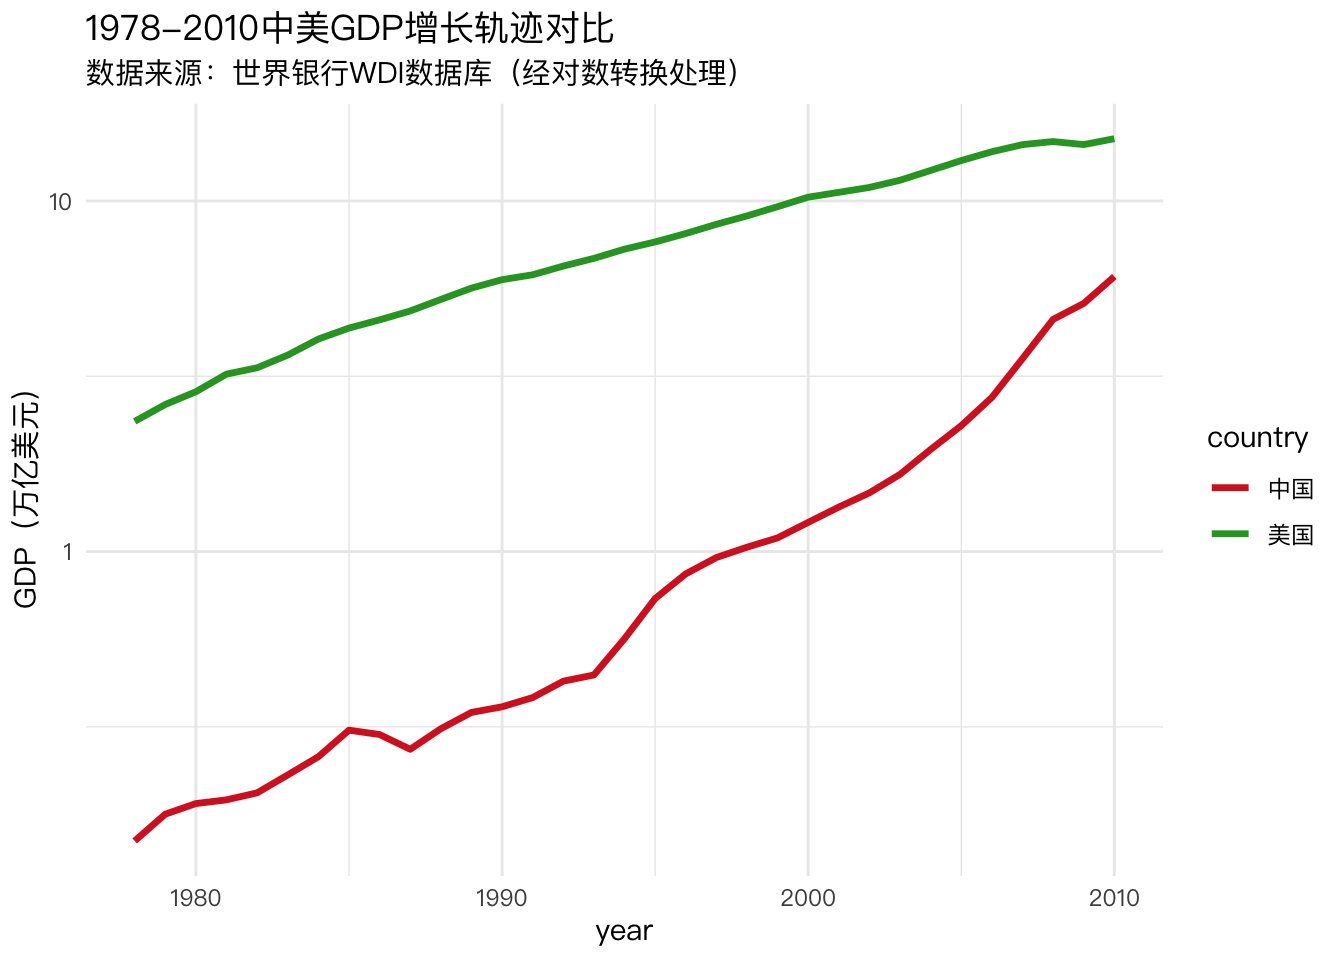 1978–2010中美GDP增长轨迹对比
数据来源：世界银行WDI数据库（经对数转换处理）
GDP（万亿美元）
10
1
1980
1990
2000
2010
year
country
中国
美国